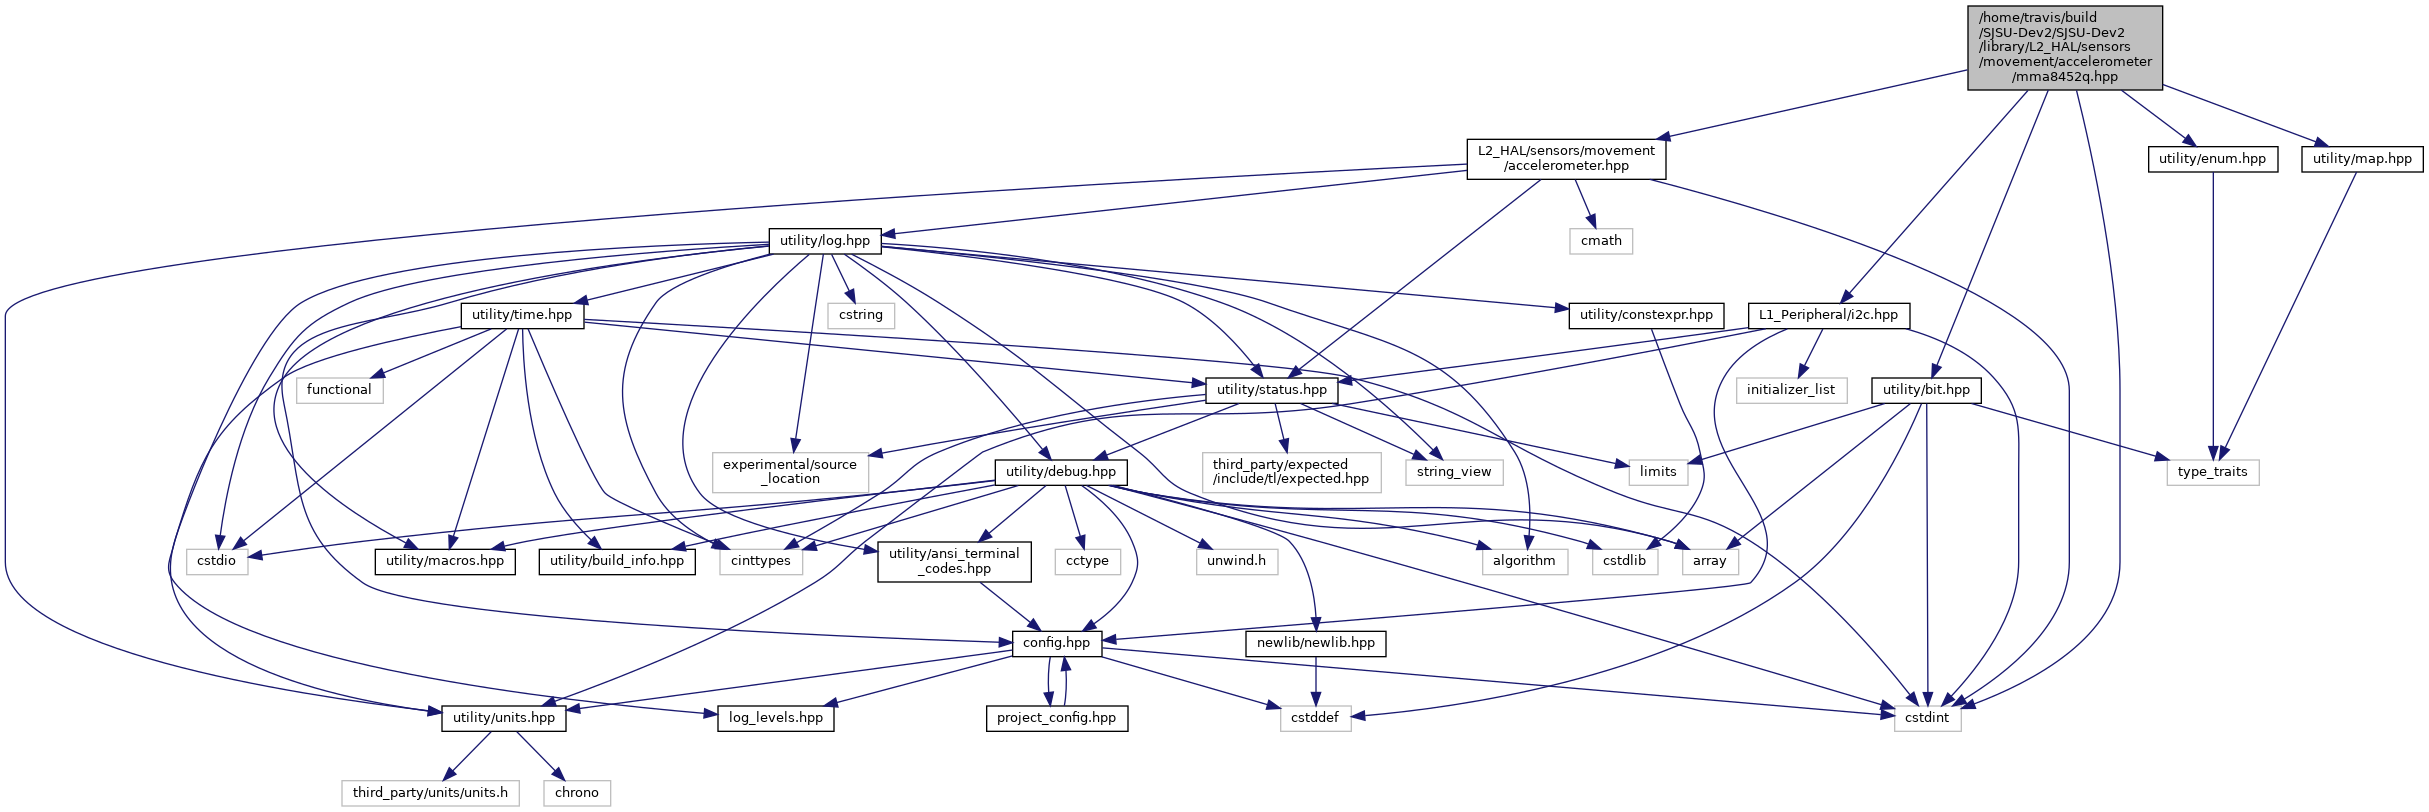 /home/travis/build
/SJSU-Dev2/SJSU-Dev2
/library/L2_HAL/sensors
/movement/accelerometer
/mma8452q.hpp
L2_HAL/sensors/movement
/accelerometer.hpp
utility/enum.hpp
utility/map.hpp
utility/log.hpp
cmath
utility/time.hpp
cstring
utility/constexpr.hpp
L1_Peripheral/i2c.hpp
functional
utility/status.hpp
initializer_list
utility/bit.hpp
experimental/source
_location
utility/debug.hpp
third_party/expected
/include/tl/expected.hpp
string_view
limits
type_traits
cstdio
utility/macros.hpp
utility/build_info.hpp
cinttypes
utility/ansi_terminal
_codes.hpp
cctype
unwind.h
algorithm
cstdlib
array
config.hpp
newlib/newlib.hpp
utility/units.hpp
log_levels.hpp
project_config.hpp
cstddef
cstdint
third_party/units/units.h
chrono